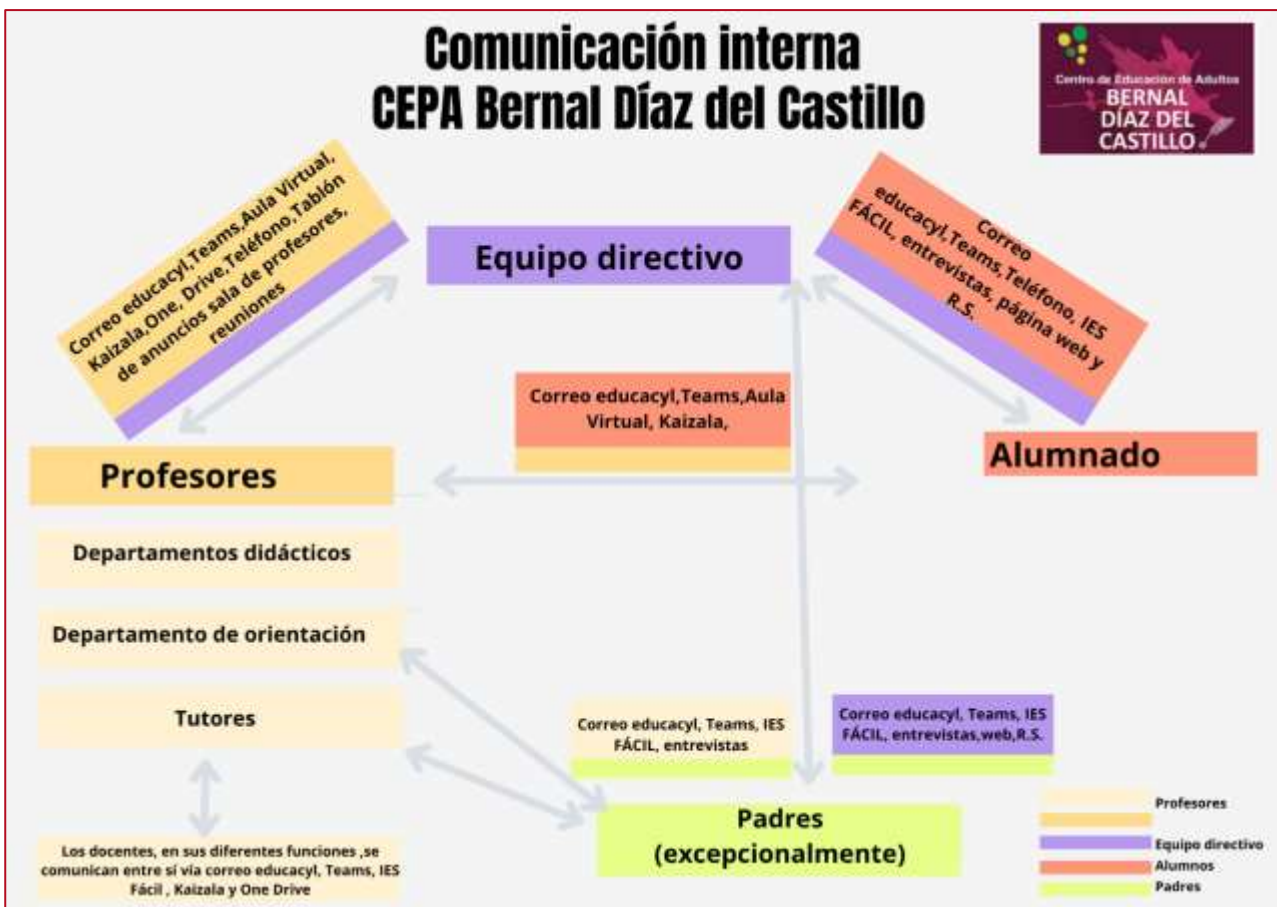 Comunicación interna
CEPA Bernal Díaz del Castillo
Centro de Educación de Adultos
BERNAL
DÍAZ DEL
CASTILLO
Correo educacyl,Teams,Aula Virtual,
Kaizala,One, Drive,Teléfono,Tablón
de anuncios sala de profesores,
reuniones
Equipo directivo
Correo
educacyl,Teams,Teléfono, IES
FÁCIL, entrevistas, página web y
R.S.
Correo educacyl,Teams,Aula
Virtual, Kaizala,
Profesores
Alumnado
Departamentos didácticos
Departamento de orientación
Tutores
Correo educacyl, Teams, IES
FÁCIL, entrevistas
Correo educacyl, Teams, IES
FÁCIL, entrevistas,web,R.S.
Padres
(excepcionalmente)
Los docentes, en sus diferentes funciones ,se
comunican entre sí vía correo educacyl, Teams, IES
Fácil , Kaizala y One Drive
Profesores
Equipo directivo
Alumnos
Padres